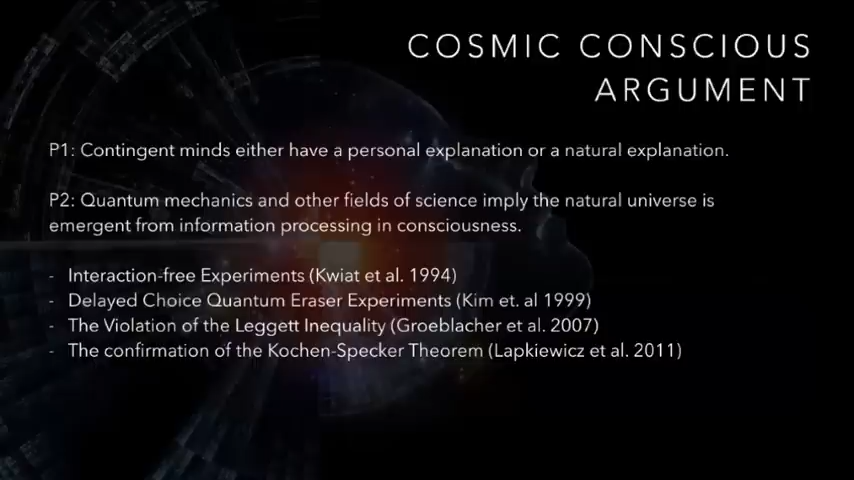 COSMIC CONSCIOUS
ARGUMENT
P1: Contingent minds either have a personal explanation or a natural explanation.
P2: Quantum mechanics and other fields of science imply the natural universe is
emergent from information processing in consciousness.
- Interaction-free Experiments (Kwiat et al. 1994)
- Delayed Choice Quantum Eraser Experiments (Kim et. al 1999)
- The Violation of the Leggett Inequality (Groeblacher et al. 2007)
- The confirmation of the Kochen-Specker Theorem (Lapkiewicz et al. 2011)